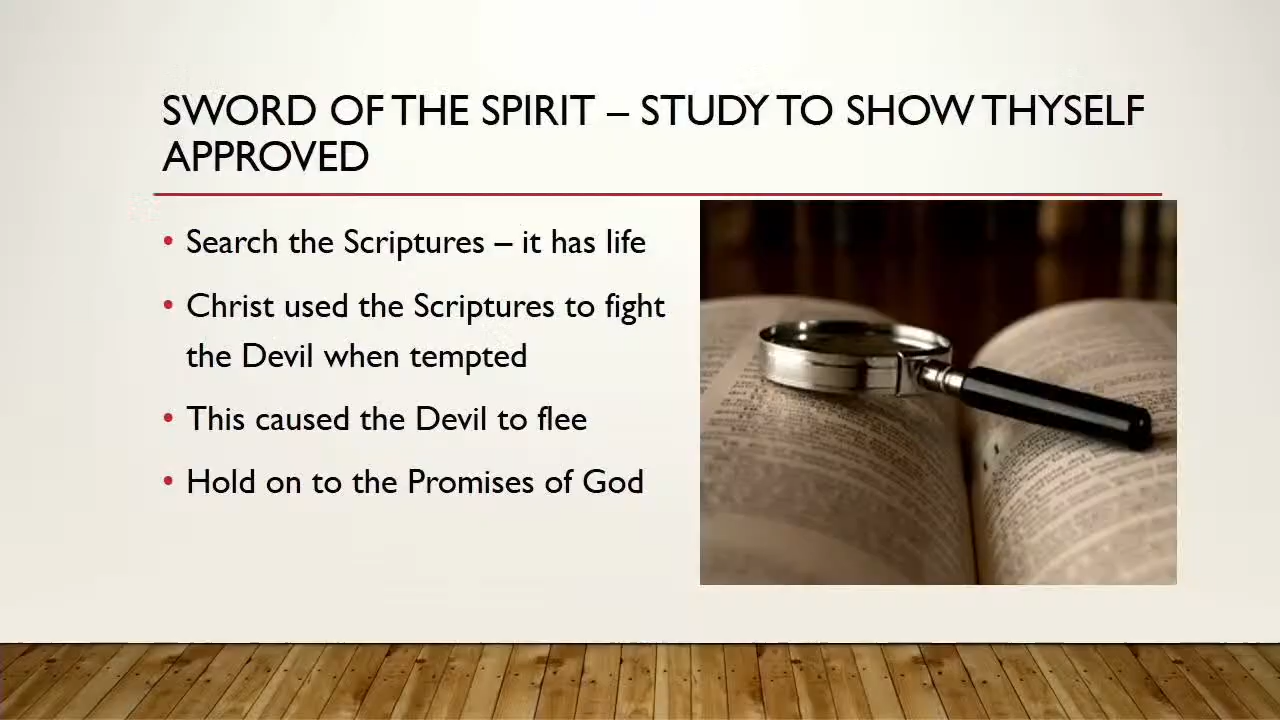 SWORD OF THE SPIRIT – STUDY TO SHOW THYSELF
APPROVED
• Search the Scriptures – it has life
• Christ used the Scriptures to fight
the Devil when tempted
• This caused the Devil to flee
• Hold on to the Promises of God